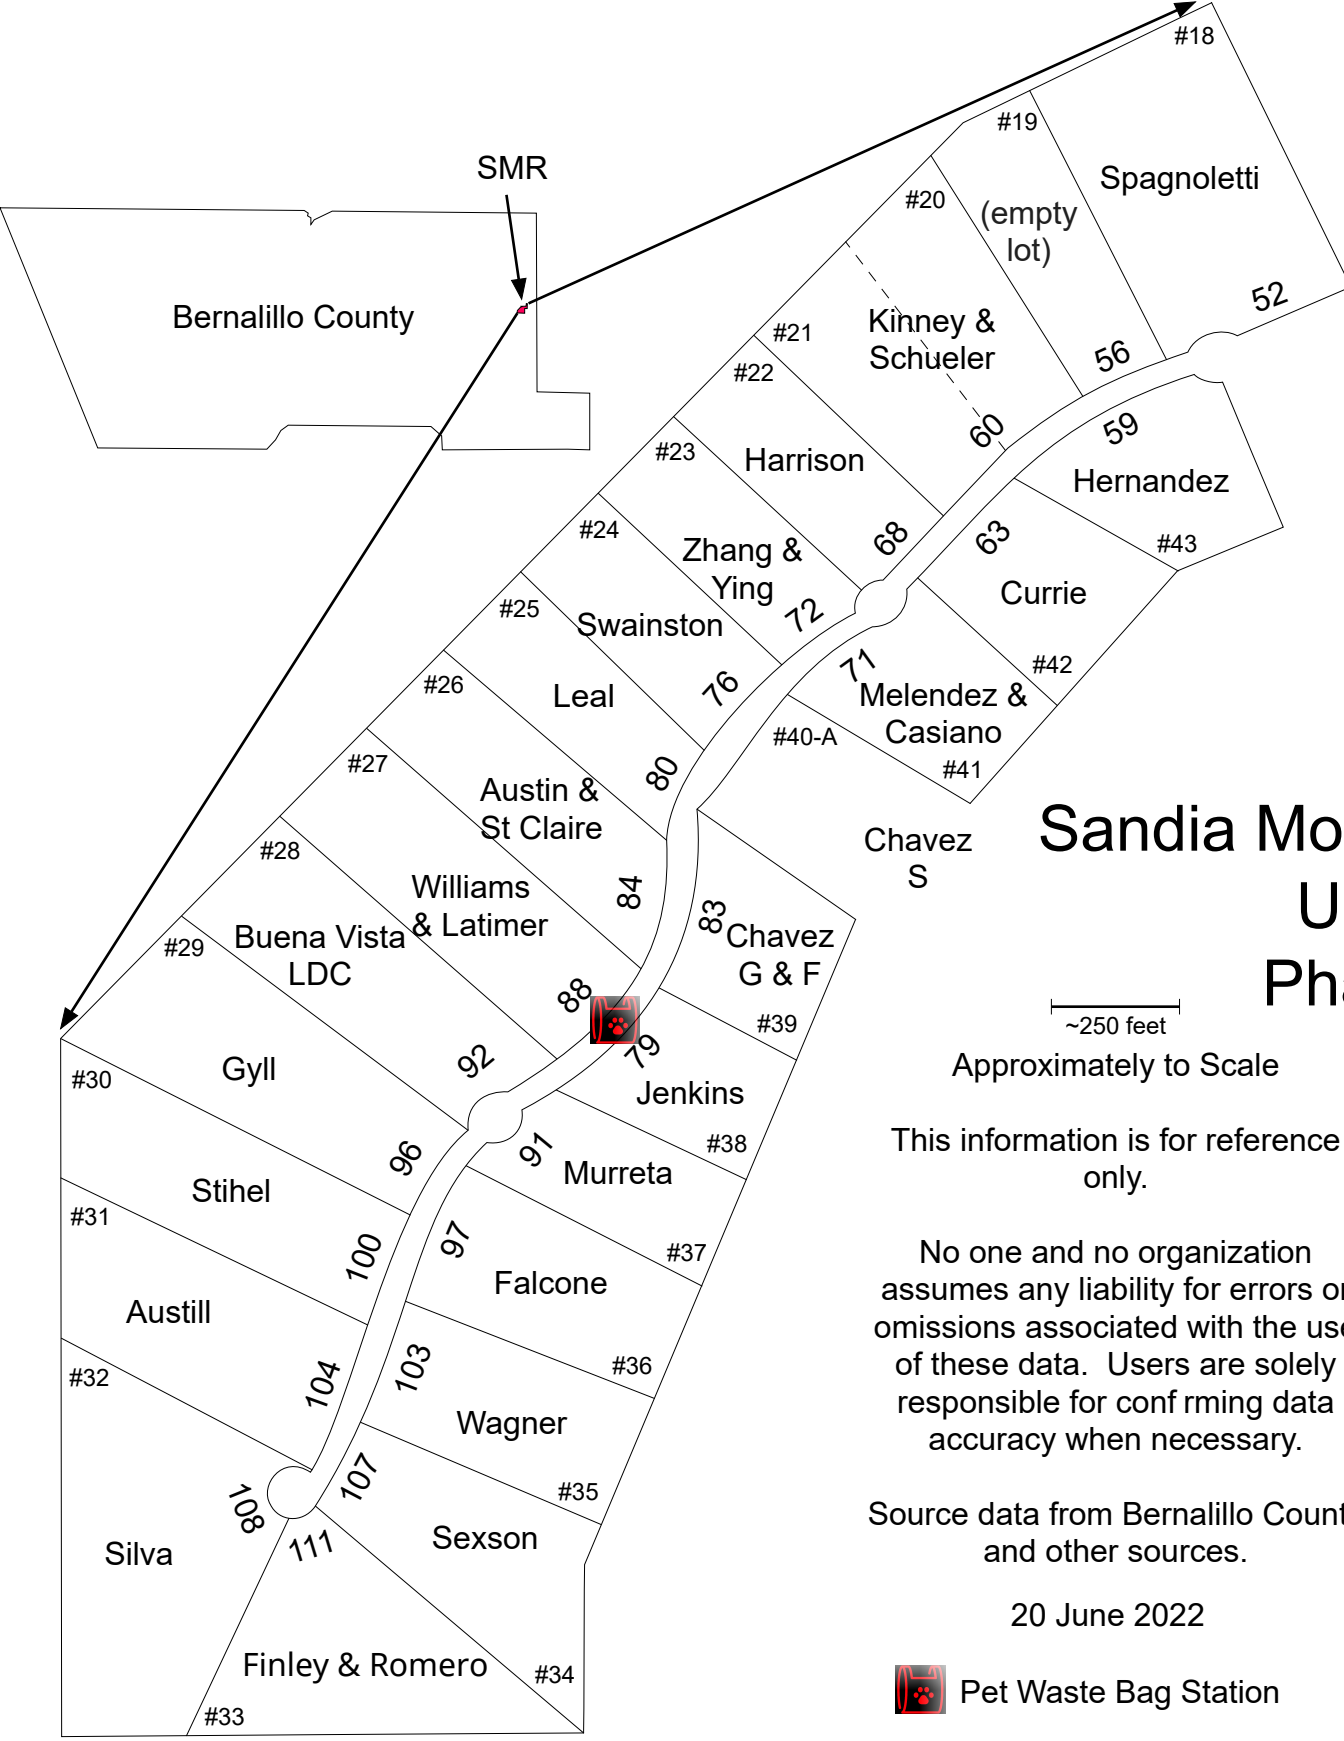 #18
SMR
#19
Spagnoletti
#20
(empty
lot)
52
Bernalillo County
#21
Kinney &
Schueler
56
#22
60
59
#23
Harrison
Hernandez
#24
68
63
#43
Zhang &
Ying
Currie
#25
72
Swainston
71
#42
#26
76
Leal
Melendez &
Casiano
#40-A
#41
#27
80
Austin &
St Claire
Sandia Mo
Chavez
S
#28
84
Williams
& Latimer
83
U
#29
Buena Vista
LDC
Chavez
G & F
Pha
88
#39
~250 feet
79
92
Gyll
Approximately to Scale
#30
Jenkins
#38
This information is for reference
only.
91
96
Murreta
Stihel
#31
97
#37
100
No one and no organization
assumes any liability for errors or
omissions associated with the use
of these data. Users are solely
responsible for conf rming data
accuracy when necessary.
Falcone
Austill
#36
#32
103
104
Wagner
107
#35
108
111
Sexson
Source data from Bernalillo Count
and other sources.
Silva
20 June 2022
Finley & Romero
#34
#33
Pet Waste Bag Station